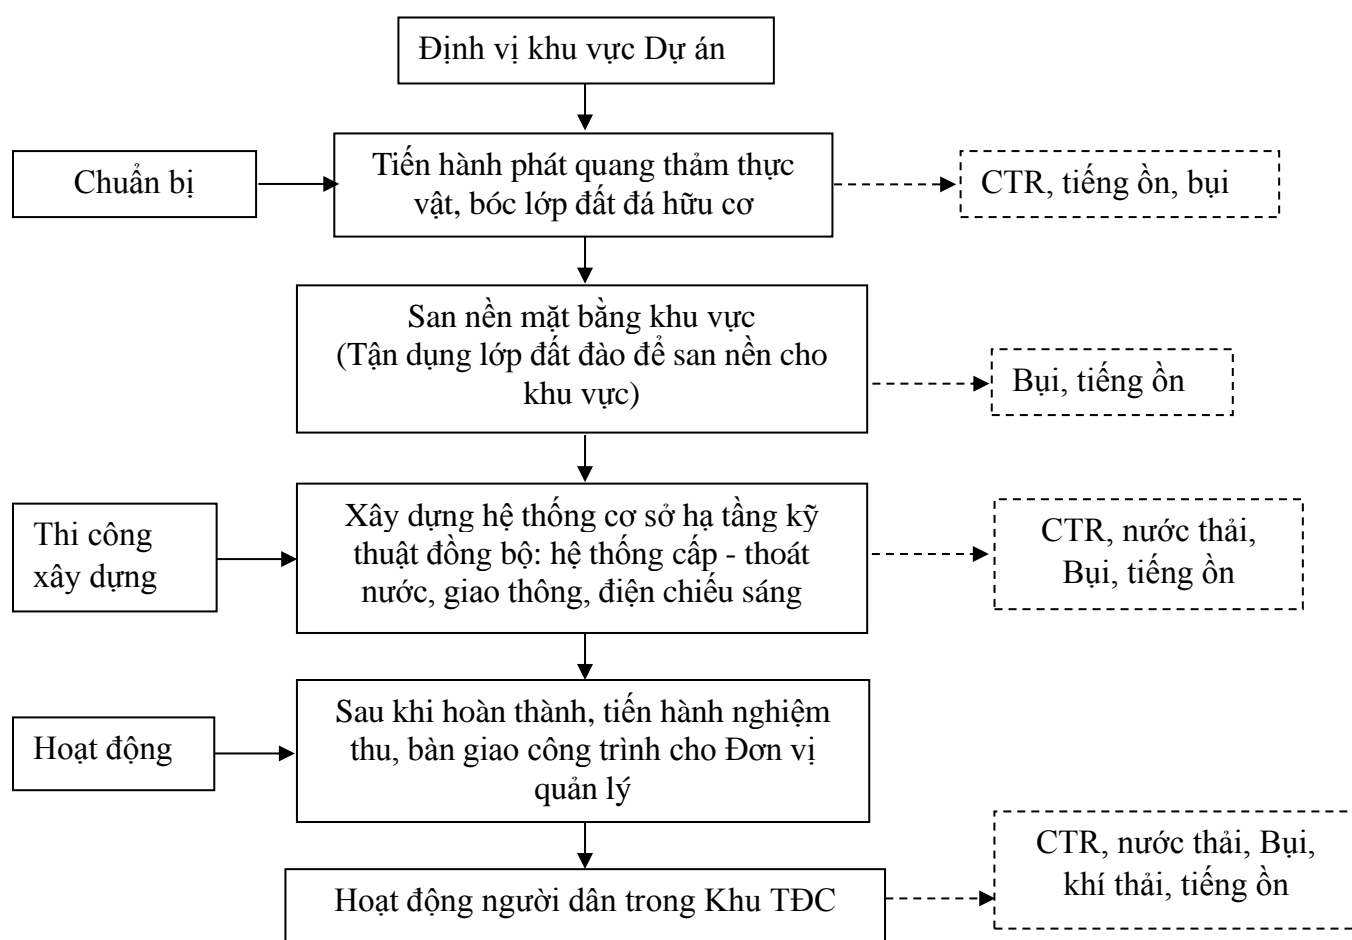 Định vị khu vực Dự án
Chuẩn bị
Tiến hành phát quang thảm thực
vật, bóc lớp đất đá hữu cơ
CTR, tiếng ồn, bụi
San nền mặt bằng khu vực
(Tận dụng lớp đất đào để san nền cho
khu vực)
Bụi, tiếng ồn
Thi công
xây dựng
Xây dựng hệ thống cơ sở hạ tầng kỹ
thuật đồng bộ: hệ thống cấp - thoát
nước, giao thông, điện chiếu sáng
CTR, nước thải,
Bụi, tiếng ồn
Hoạt động
Sau khi hoàn thành, tiến hành nghiệm
thu, bàn giao công trình cho Đơn vị
quản lý
CTR, nước thải, Bụi,
khí thải, tiếng ồn
Hoạt động người dân trong Khu TĐC